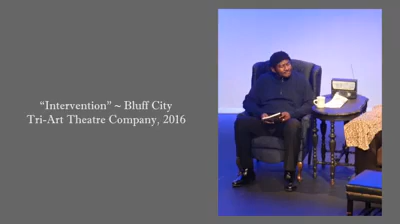 “Intervention” ~ Bluff City
Tri-Art Theatre Company, 2016